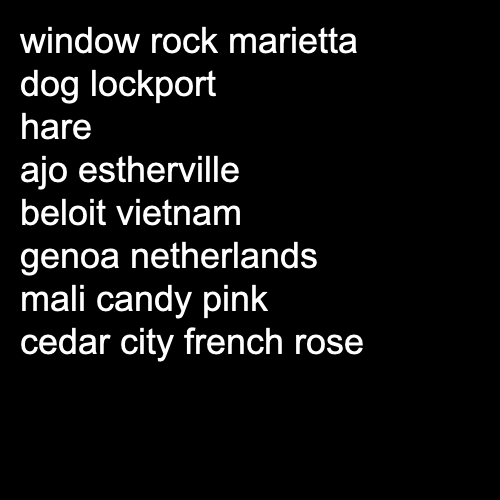 window rock marietta
dog lockport
hare
ajo estherville
beloit vietnam
genoa netherlands
mali candy pink
cedar city french rose